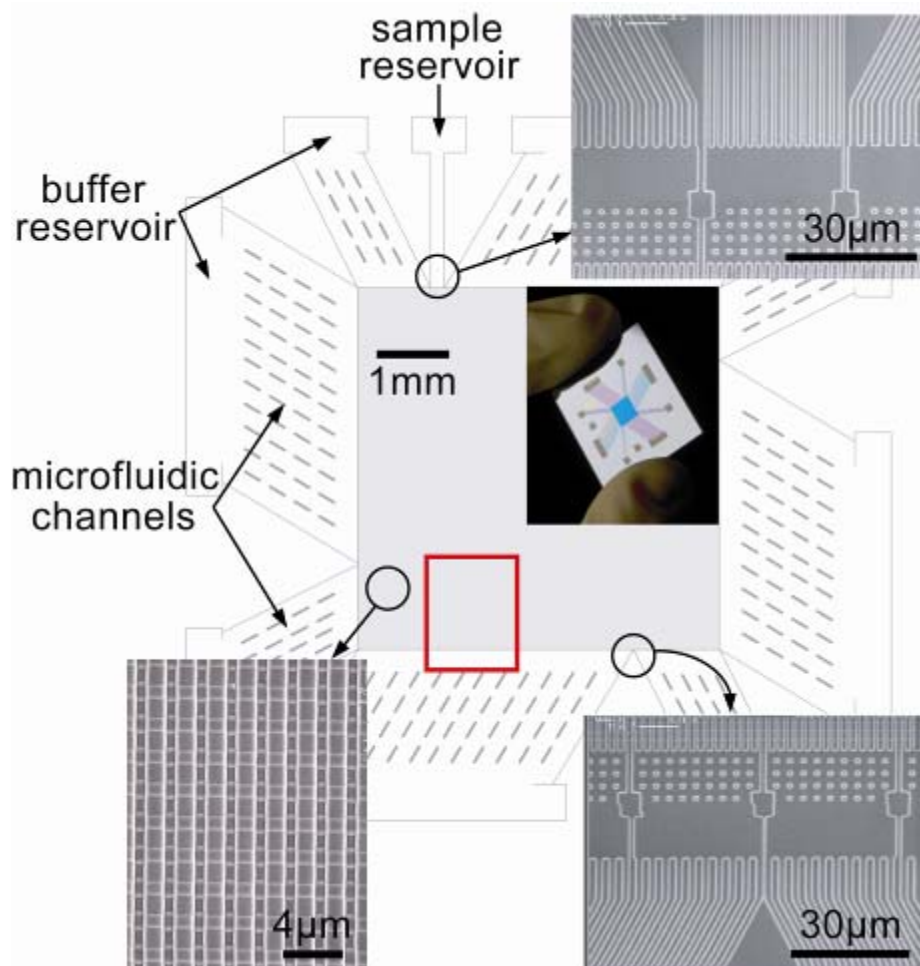 sample
reservoir
buffer
reservoir
30μm
1mm
microfluidic
channels
4μm
30μm